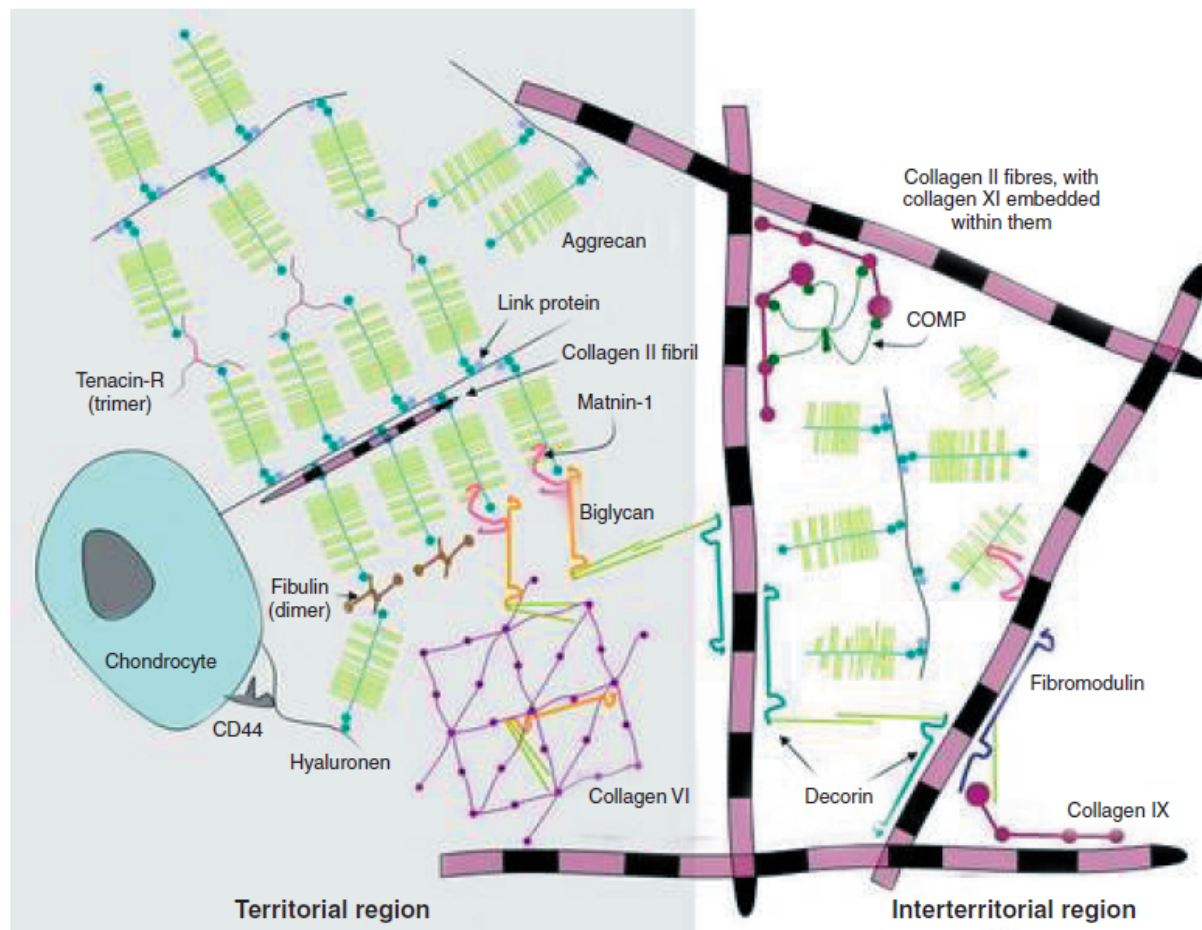 Collagen II fibres, with
collagen XI embedded
within them
Aggrecan
Link protein
COMP
Collagen II fibril
Tenacin-R
(trimer)
Matnin-1
Biglycan
Fibulin
(dimer)
Chondrocyte
Fibromodulin
CD44
Hyaluronen
Collagen VI
Decorin
Collagen IX
Territorial region
Interterritorial region